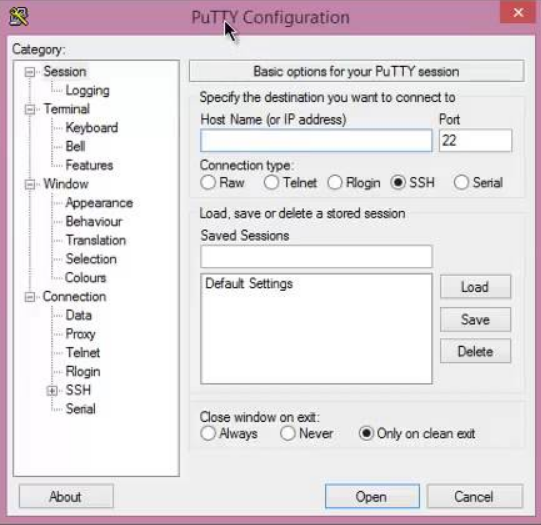 PuTTY Configuration
Category:
Session
Logging
Terminal
Keyboard
Bell
Features
Window
Appearance
Behaviour
Translation
Selection
Colours
Connection
Data
Proxy
Telnet
Rlogin
SSH
Serial
Basic options for your PuTTY session
Specify the destination you want to connect to
Host Name (or IP address) Port
22
Connection type:
Raw Telnet Rlogin SSH Serial
Load, save or delete a stored session
Saved Sessions
Default Settings
Load
Save
Delete
Close window on exit:
Always Never Only on clean exit
About Open Cancel